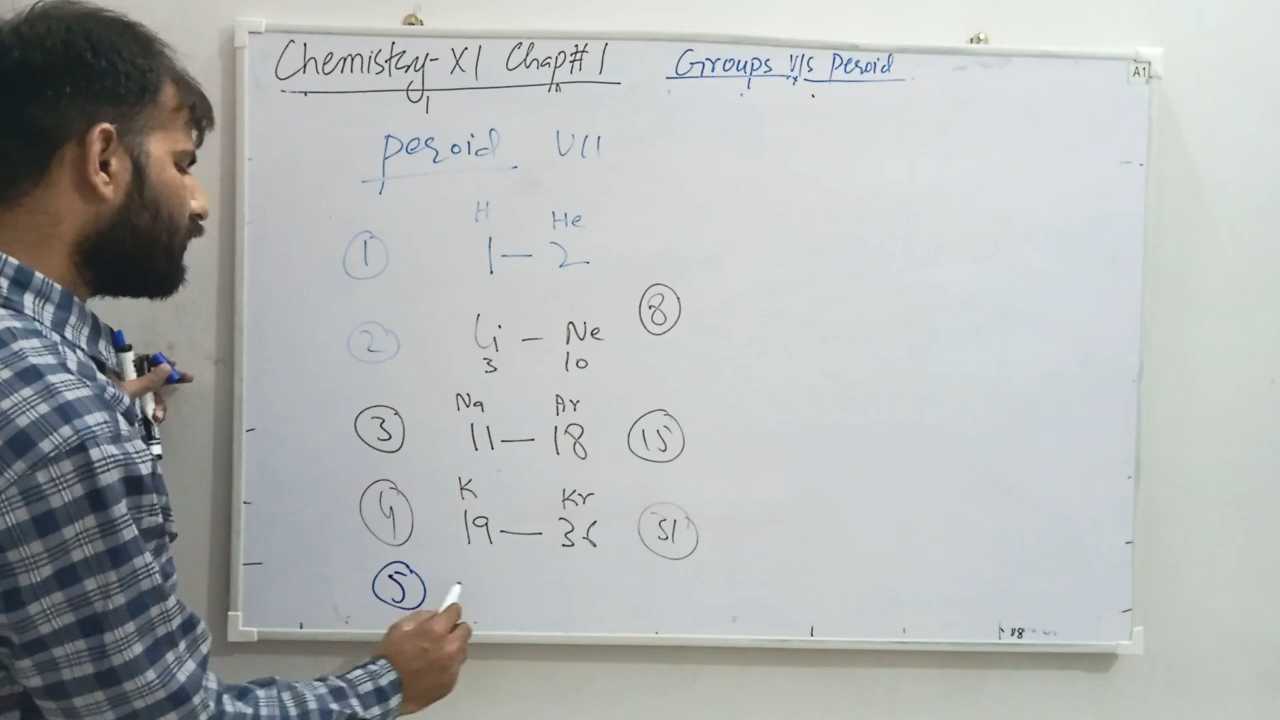 Chemistry-XI Chap#1 Groups V/s Peroid
A1
Peroid VII
H He
① 1 — 2
⑧
② Li — Ne
3 10
Na Ar
③ 11 — 18 ⑮
K Kr
④ 19 — 36
⑤